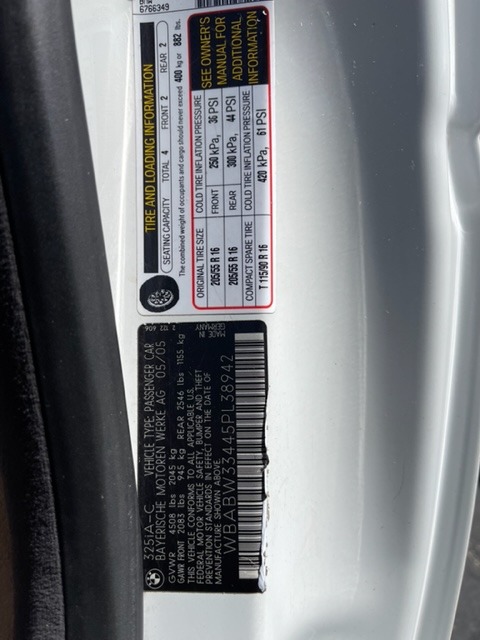 6766349
TIRE AND LOADING INFORMATION
SEATING CAPACITY TOTAL 4 FRONT 2 REAR 2
The combined weight of occupants and cargo should never exceed 400 kg or 882 lbs.
ORIGINAL TIRE SIZE COLD TIRE INFLATION PRESSURE
205/55 R 16 FRONT 250 kPa, 36 PSI
205/55 R 16 REAR 300 kPa, 44 PSI
COMPACT SPARE TIRE COLD TIRE INFLATION PRESSURE
T 115/90 R 16 420 kPa, 61 PSI
SEE OWNER'S
MANUAL FOR
ADDITIONAL
INFORMATION
325iA-C VEHICLE TYPE: PASSENGER CAR
BAYERISCHE MOTOREN WERKE AG 05/05
GVWR 4508 lbs 2045 kg
GAWR FRONT 2083 lbs 945 kg REAR 2546 lbs 1155 kg
THIS VEHICLE CONFORMS TO ALL APPLICABLE U.S.
FEDERAL MOTOR VEHICLE SAFETY, BUMPER AND THEFT
PREVENTION STANDARDS IN EFFECT ON THE DATE OF
MANUFACTURE SHOWN ABOVE.
MADE IN
GERMANY
WBABW33445PL38942